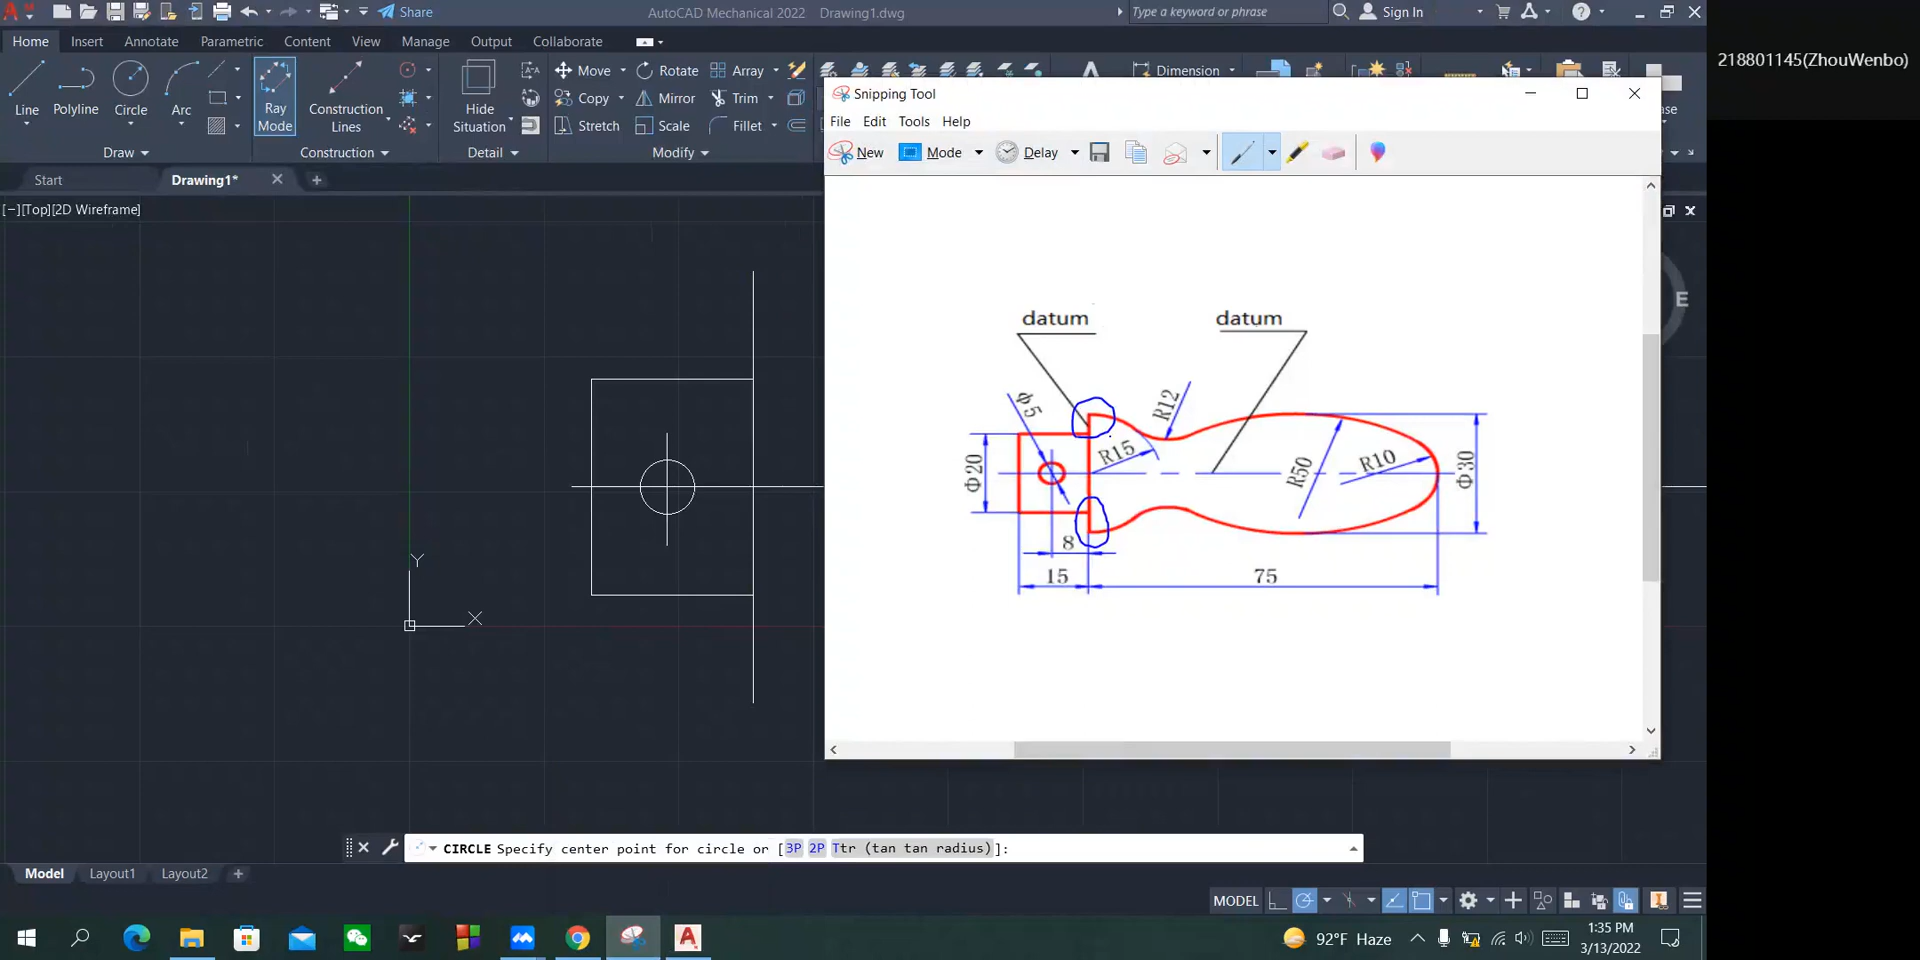 Share
AutoCAD Mechanical 2022 Drawing1.dwg
Type a keyword or phrase
Sign In
218801145(ZhouWenbo)
Home Insert Annotate Parametric Content View Manage Output Collaborate
Line Polyline Circle Arc
Ray Mode
Construction Lines
Hide Situation
Move Rotate Array
Copy Mirror Trim
Stretch Scale Fillet
Dimension
Draw Construction Detail Modify
Snipping Tool
File Edit Tools Help
New Mode Delay
Start Drawing1*
[−][Top][2D Wireframe]
E
datum datum
Φ5
R12
R15
Φ20
R50
R10
Φ30
8
15 75
Y
X
CIRCLE Specify center point for circle or [3P 2P Ttr (tan tan radius)]:
Model Layout1 Layout2
MODEL
92°F Haze
1:35 PM
3/13/2022